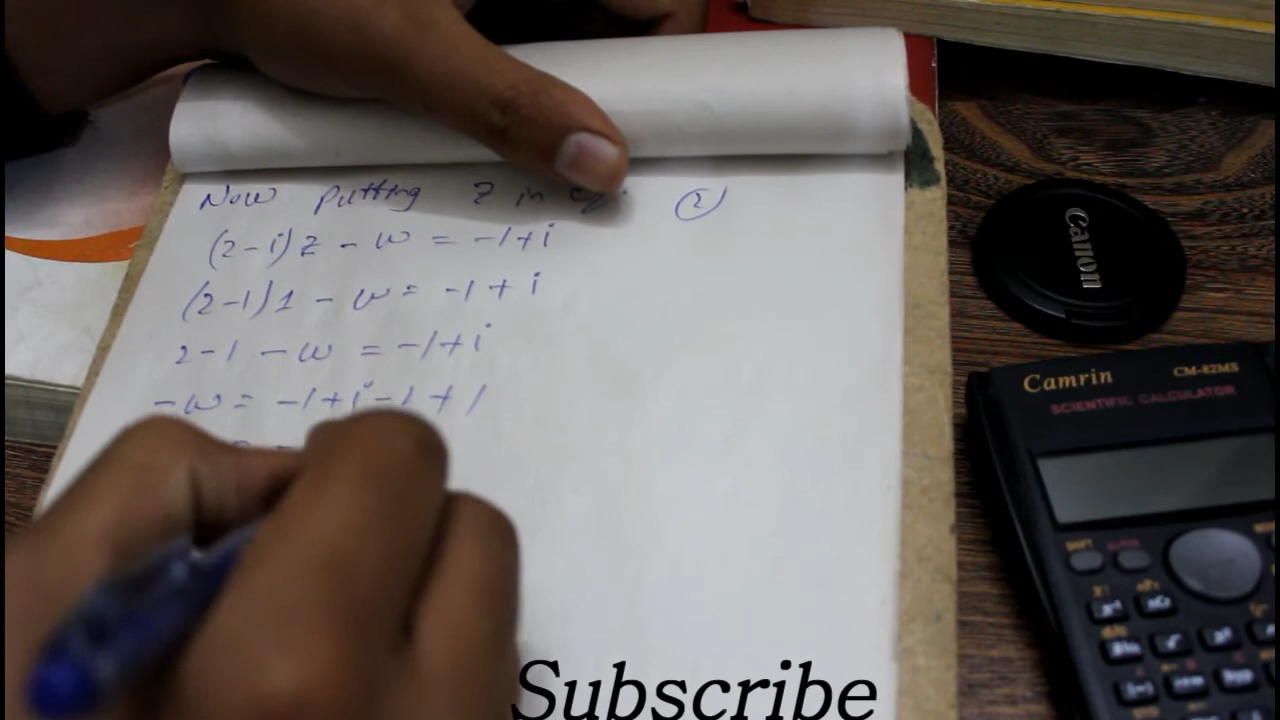 Now Putting Z in eq. (2)
(2-i)z - w = -1+i
(2-1)1 - w = -1+i
2-1 - w = -1+i
-w = -1+i-1+1
Canon
Camrin CM-82MS
SCIENTIFIC CALCULATOR
SHIFT
Subscribe